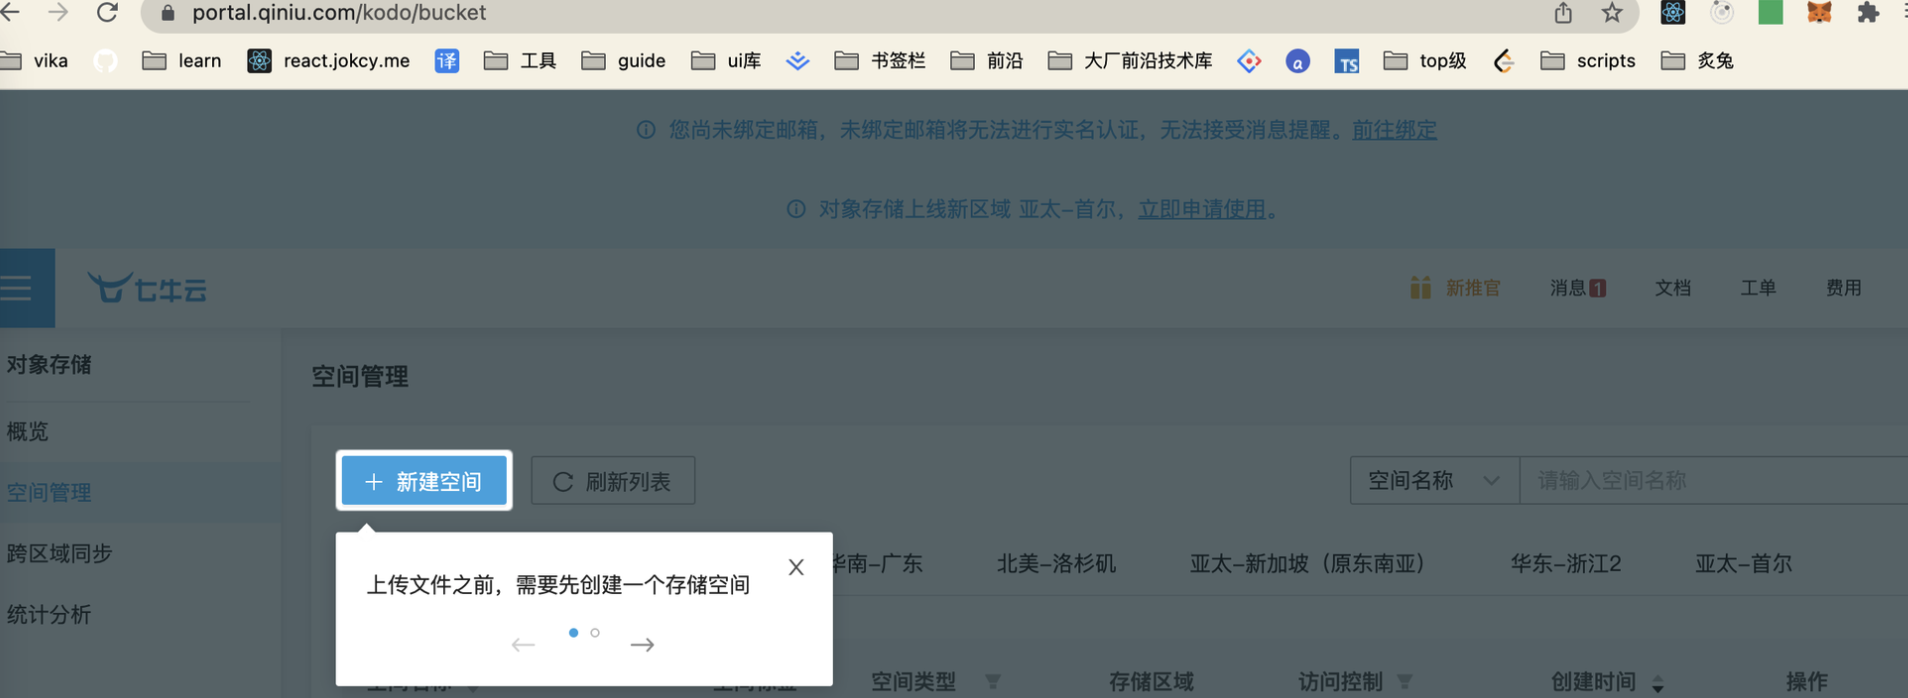 portal.qiniu.com/kodo/bucket
vika learn react.jokcy.me 译 工具 guide ui库 书签栏 前沿 大厂前沿技术库 a TS top级 scripts 炙兔
您尚未绑定邮箱，未绑定邮箱将无法进行实名认证，无法接受消息提醒。前往绑定
对象存储上线新区域 亚太-首尔，立即申请使用。
七牛云 新推官 消息1 文档 工单 费用
对象存储
空间管理
概览
空间管理
跨区域同步
统计分析
+ 新建空间 刷新列表 空间名称 请输入空间名称
华南-广东 北美-洛杉矶 亚太-新加坡（原东南亚） 华东-浙江2 亚太-首尔
上传文件之前，需要先创建一个存储空间
空间类型 存储区域 访问控制 创建时间 操作